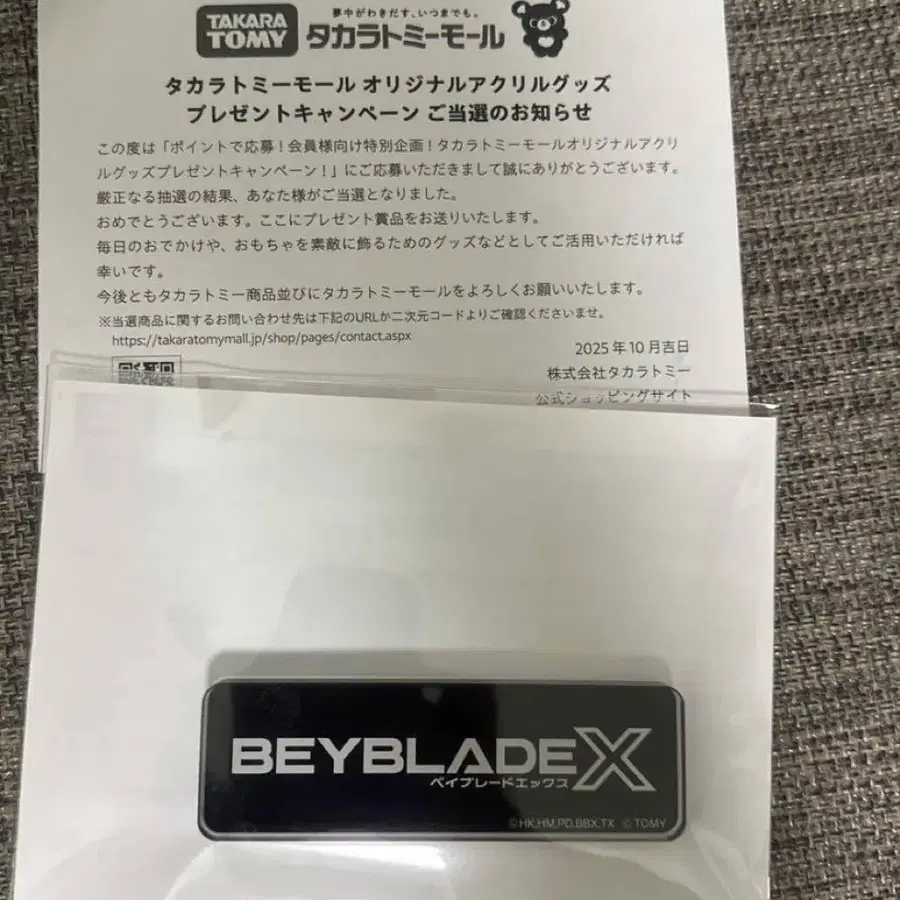 TAKARA TOMY
夢中がわきだす、いつまでも。
タカラトミーモール
タカラトミーモール オリジナルアクリルグッズ
プレゼントキャンペーン ご当選のお知らせ
この度は「ポイントで応募！会員様向け特別企画！タカラトミーモールオリジナルアクリ
ルグッズプレゼントキャンペーン！」にご応募いただきまして誠にありがとうございます。
厳正なる抽選の結果、あなた様がご当選となりました。
おめでとうございます。ここにプレゼント賞品をお送りいたします。
毎日のおでかけや、おもちゃを素敵に飾るためのグッズなどとしてご活用いただければ
幸いです。
今後ともタカラトミー商品並びにタカラトミーモールをよろしくお願いいたします。
※当選商品に関するお問い合わせ先は下記のURLか二次元コードよりご確認くださいませ。
https://takaratomymall.jp/shop/pages/contact.aspx
2025年10月吉日
株式会社タカラトミー
公式ショッピングサイト
BEYBLADE X
ベイブレードエックス
©HK,HM,PD,BBX,TX ©TOMY